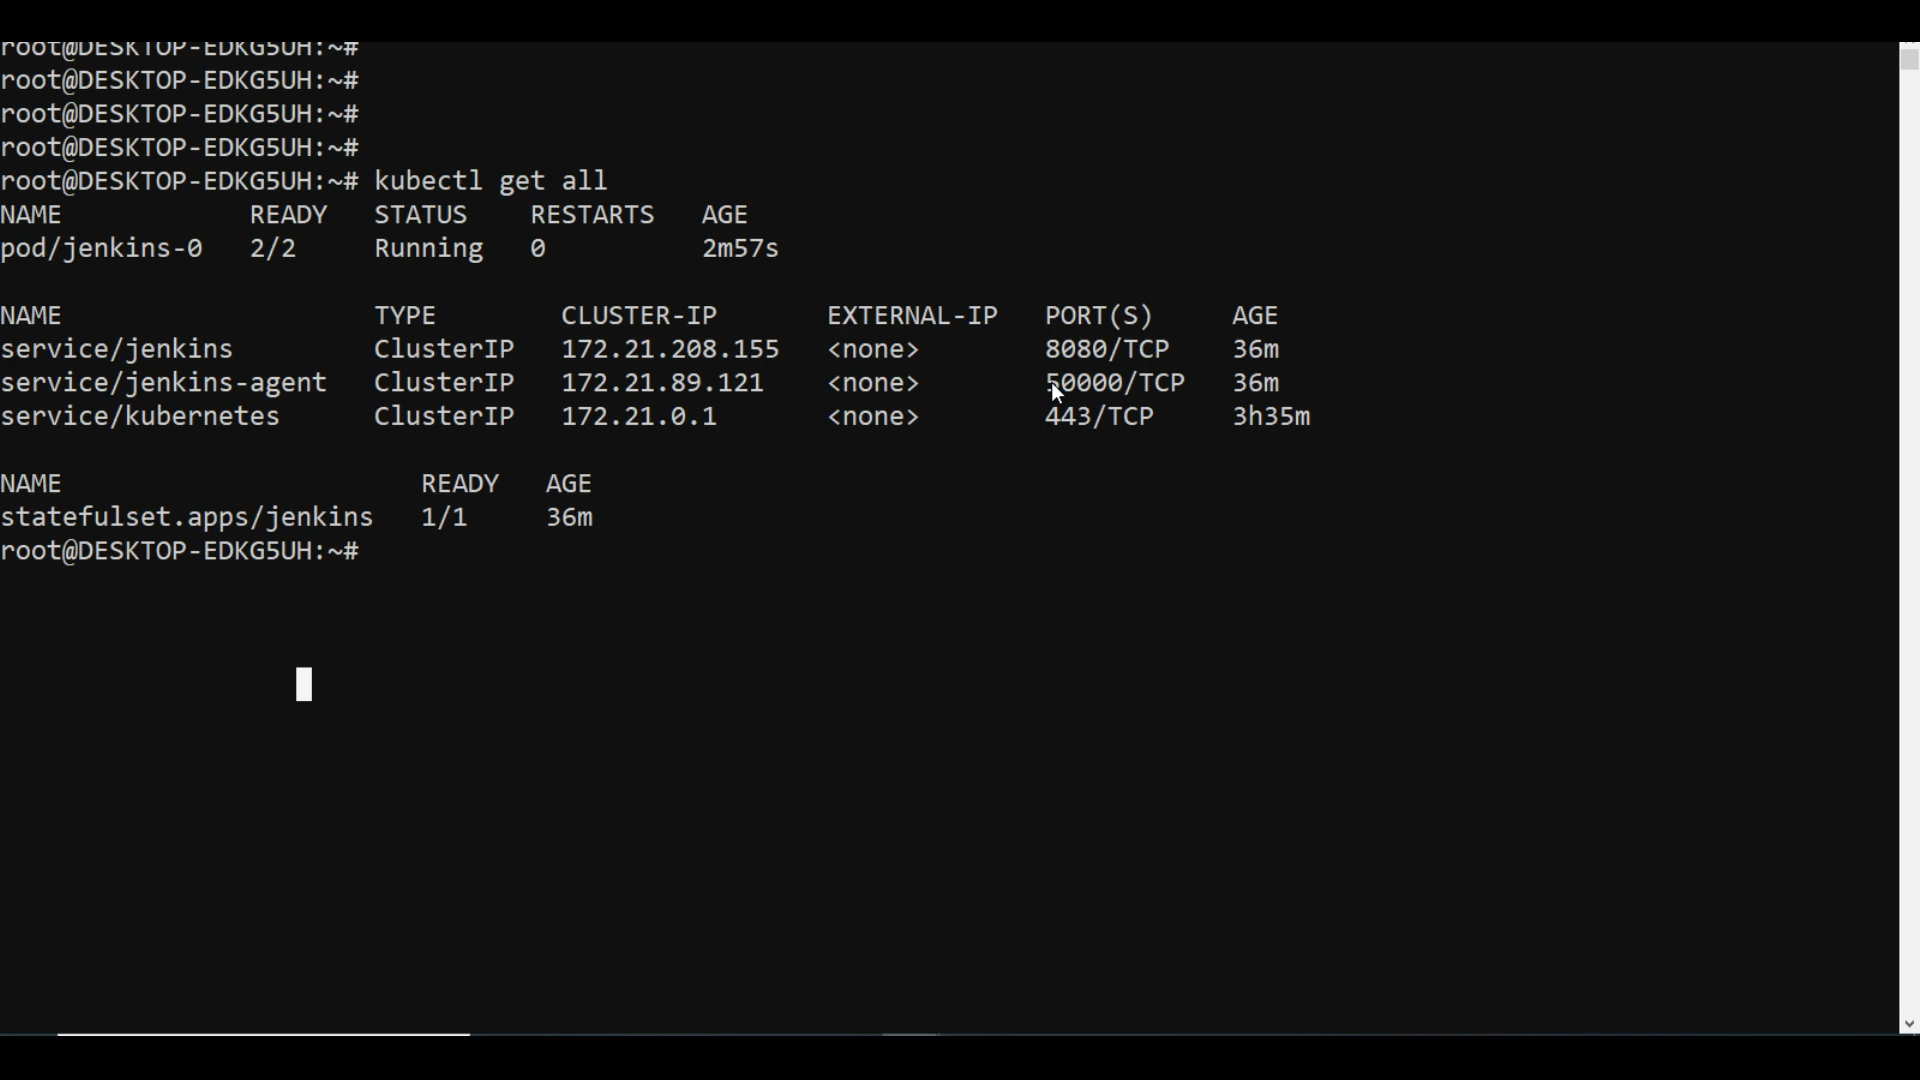 root@DESKTOP-EDKG5UH:~#
root@DESKTOP-EDKG5UH:~#
root@DESKTOP-EDKG5UH:~#
root@DESKTOP-EDKG5UH:~#
root@DESKTOP-EDKG5UH:~# kubectl get all
NAME READY STATUS RESTARTS AGE
pod/jenkins-0 2/2 Running 0 2m57s
NAME TYPE CLUSTER-IP EXTERNAL-IP PORT(S) AGE
service/jenkins ClusterIP 172.21.208.155 <none> 8080/TCP 36m
service/jenkins-agent ClusterIP 172.21.89.121 <none> 50000/TCP 36m
service/kubernetes ClusterIP 172.21.0.1 <none> 443/TCP 3h35m
NAME READY AGE
statefulset.apps/jenkins 1/1 36m
root@DESKTOP-EDKG5UH:~#